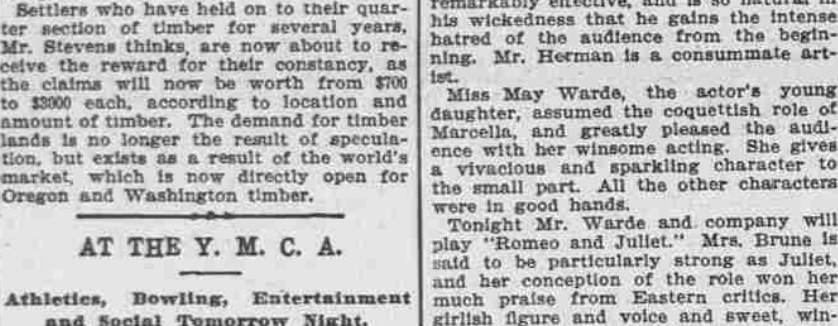 Settlers who have held on to their quar-
ter section of timber for several years,
Mr. Stevens thinks, are now about to re-
ceive the reward for their constancy, as
the claims will now be worth from $700
to $3000 each, according to location and
amount of timber. The demand for timber
lands is no longer the result of specula-
tion, but exists as a result of the world's
market, which is now directly open for
Oregon and Washington timber.
AT THE Y. M. C. A.
Athletics, Bowling, Entertainment
and Social Tomorrow Night.
remarkably effective, and is so natural in
his wickedness that he gains the intense
hatred of the audience from the begin-
ning. Mr. Herman is a consummate art-
ist.
Miss May Warde, the actor's young
daughter, assumed the coquettish role of
Marcella, and greatly pleased the audi-
ence with her winsome acting. She gives
a vivacious and sparkling character to
the small part. All the other characters
were in good hands.
Tonight Mr. Warde and company will
play "Romeo and Juliet." Mrs. Brune is
said to be particularly strong as Juliet,
and her conception of the role won her
much praise from Eastern critics. Her
girlish figure and voice and sweet, win-